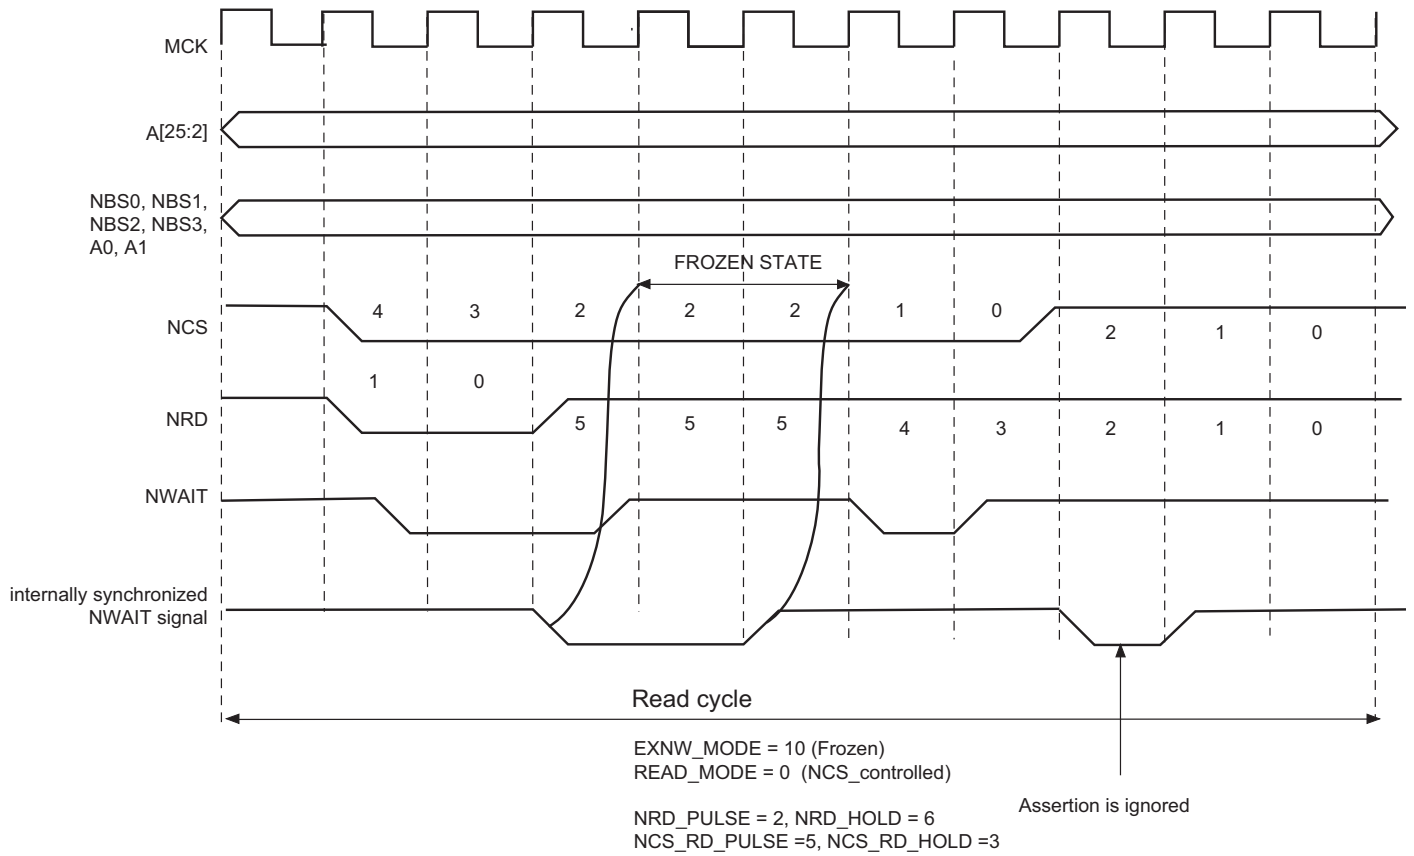 MCK
A[25:2]
NBS0, NBS1,
NBS2, NBS3,
A0, A1
FROZEN STATE
NCS
4 3 2 2 2 1 0
2 1 0
1 0
NRD
5 5 5 4 3 2 1 0
NWAIT
internally synchronized
NWAIT signal
Read cycle
EXNW_MODE = 10 (Frozen)
READ_MODE = 0 (NCS_controlled)
Assertion is ignored
NRD_PULSE = 2, NRD_HOLD = 6
NCS_RD_PULSE =5, NCS_RD_HOLD =3